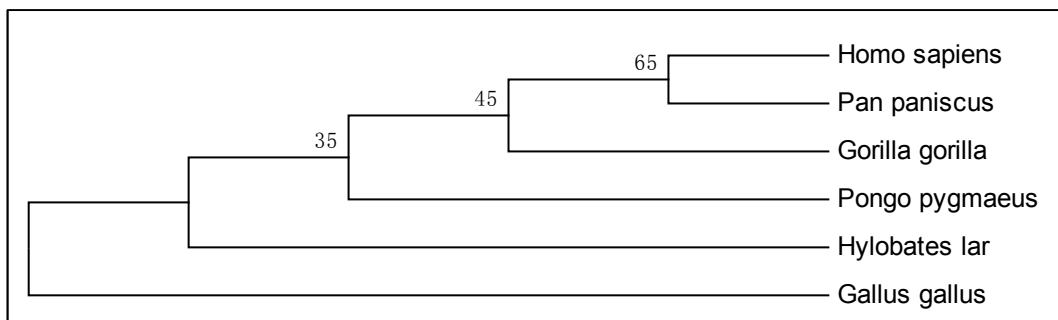 Homo sapiens
65
Pan paniscus
45
Gorilla gorilla
35
Pongo pygmaeus
Hylobates lar
Gallus gallus